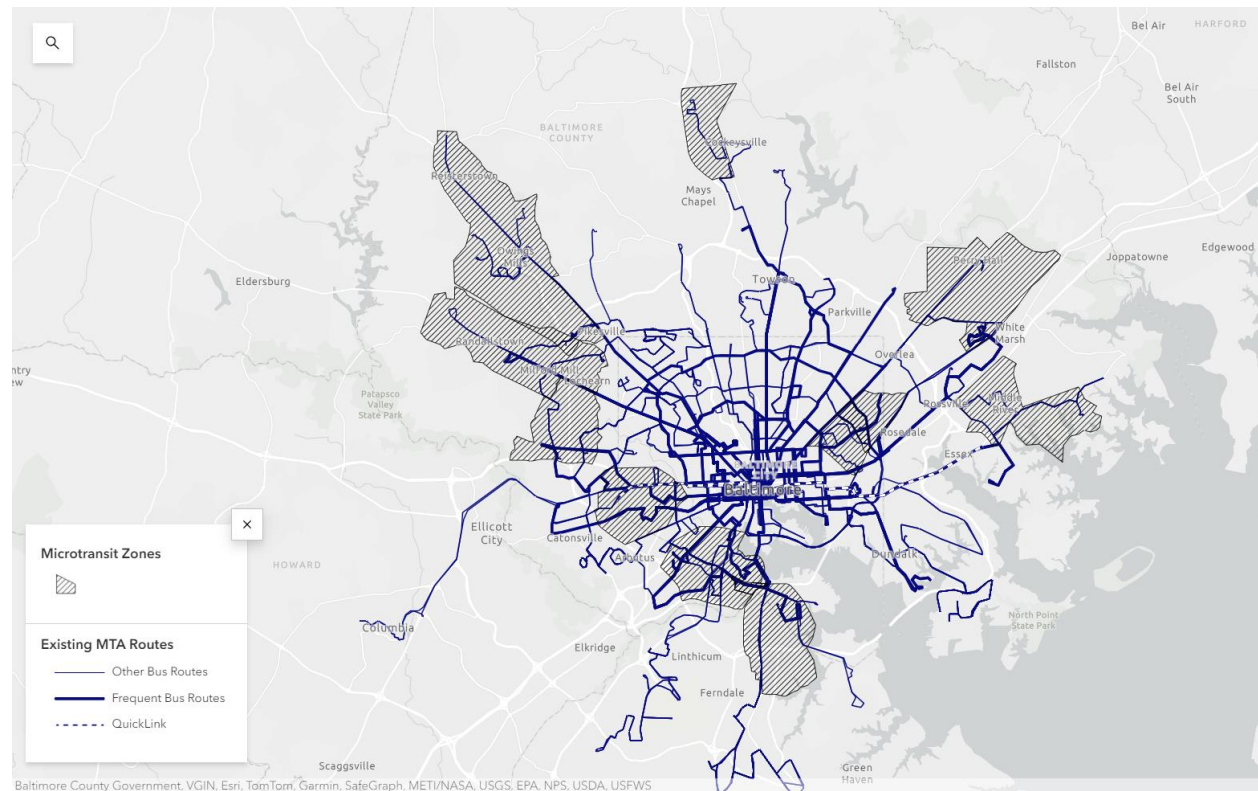 Bel Air
HARFORD
Fallston
Bel Air
South
BALTIMORE
COUNTY
Cockeysville
Reisterstown
Mays
Chapel
Edgewood
Owings
Mills
Perry Hall
Joppatowne
Eldersburg
Towson
Parkville
White
Marsh
Pikesville
Randallstown
Overlea
ntry
ew
Milford Mill
Lochearn
Patapsco
Valley
State Park
Rossville
Middle
River
Rosedale
Essex
BALTIMORE
CITY
Baltimore
Ellicott
City
Catonsville
Arbutus
Dundalk
HOWARD
North Point
State Park
Columbia
Elkridge
Linthicum
Ferndale
Scaggsville
Green
Haven
Microtransit Zones
Existing MTA Routes
Other Bus Routes
Frequent Bus Routes
QuickLink
Baltimore County Government, VGIN, Esri, TomTom, Garmin, SafeGraph, METI/NASA, USGS, EPA, NPS, USDA, USFWS